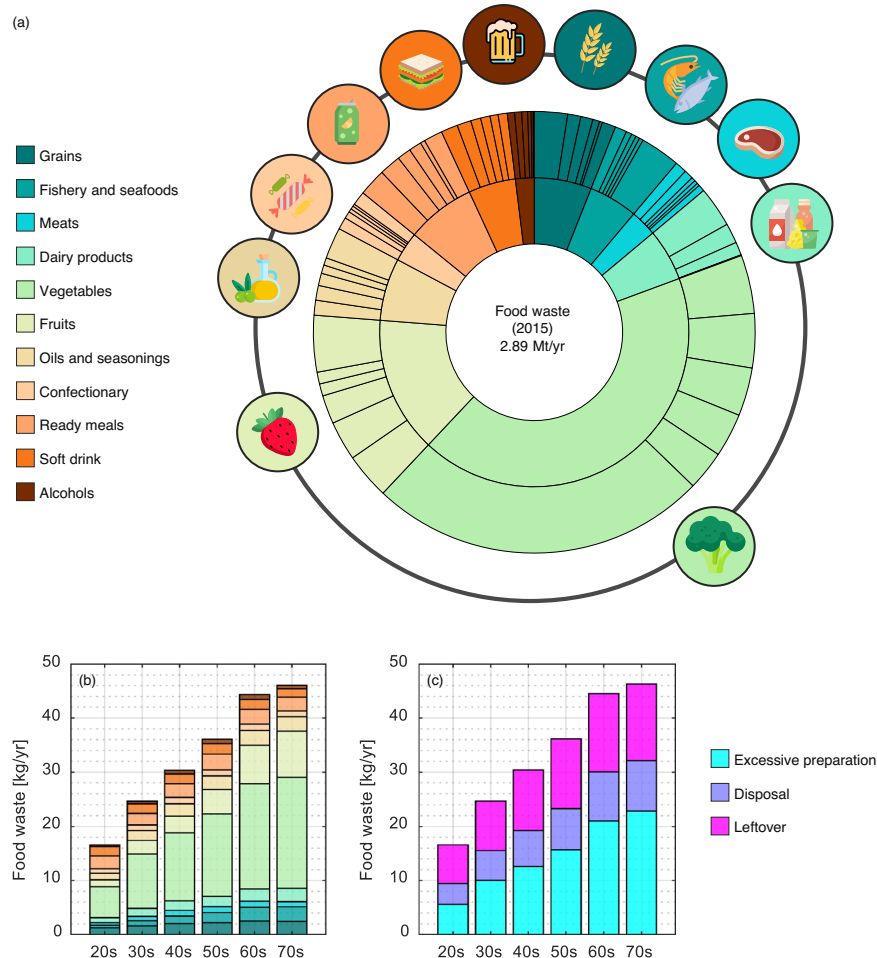 (a)
Grains
Fishery and seafoods
Meats
Dairy products
Vegetables
Fruits
Oils and seasonings
Confectionary
Ready meals
Soft drink
Alcohols
Food waste
(2015)
2.89 Mt/yr
(b)
Food waste [kg/yr]
50
40
30
20
10
0
20s 30s 40s 50s 60s 70s
(c)
Food waste [kg/yr]
50
40
30
20
10
0
20s 30s 40s 50s 60s 70s
Excessive preparation
Disposal
Leftover